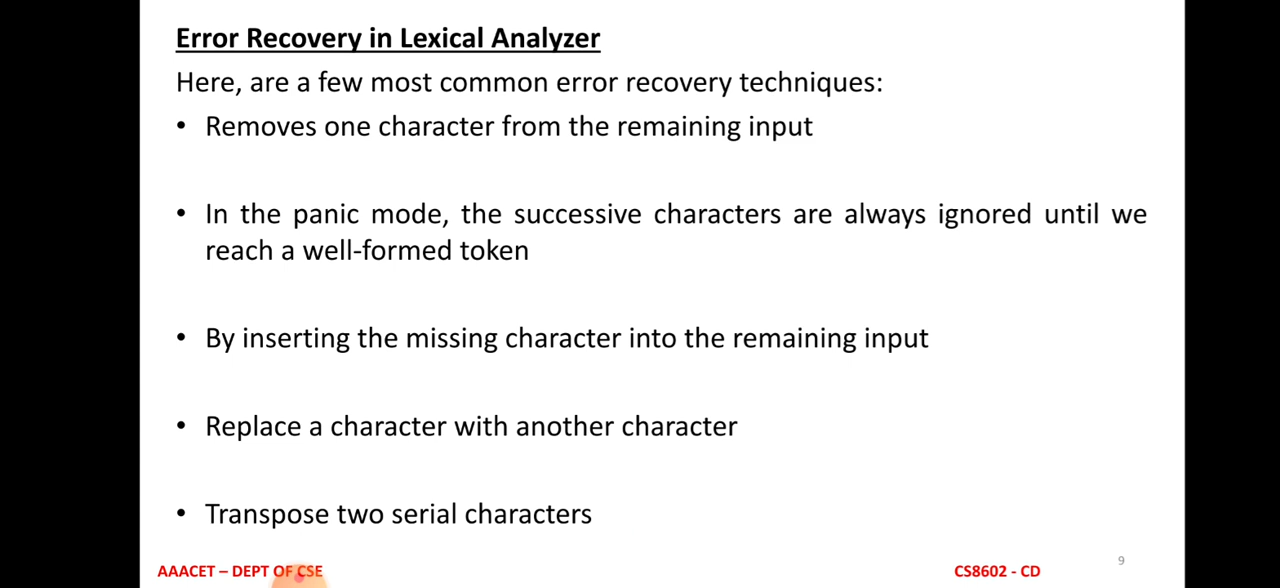 Error Recovery in Lexical Analyzer
Here, are a few most common error recovery techniques:
• Removes one character from the remaining input
• In the panic mode, the successive characters are always ignored until we
reach a well-formed token
• By inserting the missing character into the remaining input
• Replace a character with another character
• Transpose two serial characters
9
AAACET – DEPT OF CSE
CS8602 - CD